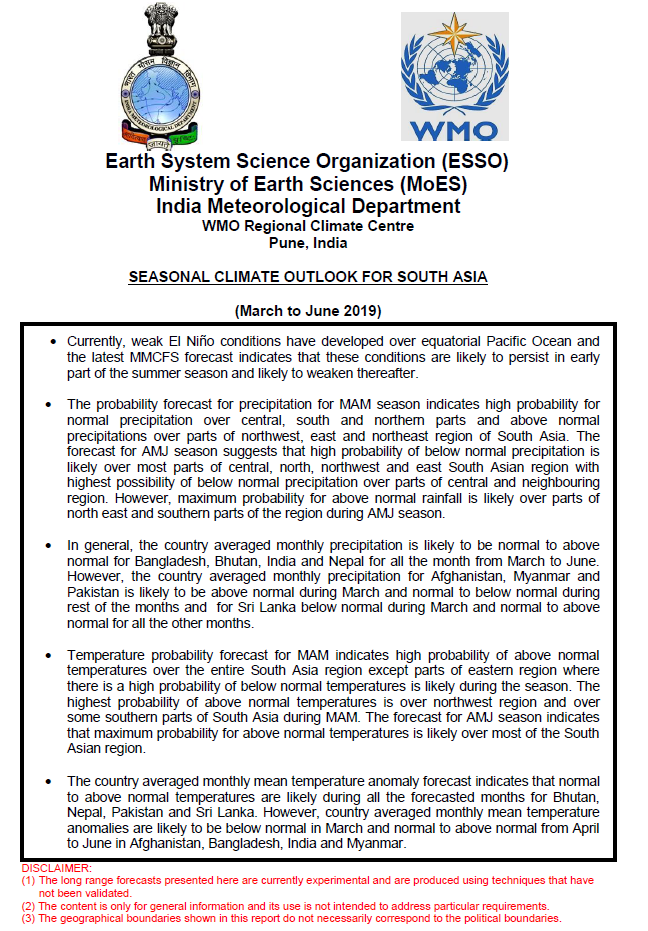 भारत मौसम विज्ञान विभाग
INDIA METEOROLOGICAL DEPARTMENT
WMO
Earth System Science Organization (ESSO)
Ministry of Earth Sciences (MoES)
India Meteorological Department
WMO Regional Climate Centre
Pune, India
SEASONAL CLIMATE OUTLOOK FOR SOUTH ASIA
(March to June 2019)
• Currently, weak El Niño conditions have developed over equatorial Pacific Ocean and
the latest MMCFS forecast indicates that these conditions are likely to persist in early
part of the summer season and likely to weaken thereafter.
• The probability forecast for precipitation for MAM season indicates high probability for
normal precipitation over central, south and northern parts and above normal
precipitations over parts of northwest, east and northeast region of South Asia. The
forecast for AMJ season suggests that high probability of below normal precipitation is
likely over most parts of central, north, northwest and east South Asian region with
highest possibility of below normal precipitation over parts of central and neighbouring
region. However, maximum probability for above normal rainfall is likely over parts of
north east and southern parts of the region during AMJ season.
• In general, the country averaged monthly precipitation is likely to be normal to above
normal for Bangladesh, Bhutan, India and Nepal for all the month from March to June.
However, the country averaged monthly precipitation for Afghanistan, Myanmar and
Pakistan is likely to be above normal during March and normal to below normal during
rest of the months and for Sri Lanka below normal during March and normal to above
normal for all the other months.
• Temperature probability forecast for MAM indicates high probability of above normal
temperatures over the entire South Asia region except parts of eastern region where
there is a high probability of below normal temperatures is likely during the season. The
highest probability of above normal temperatures is over northwest region and over
some southern parts of South Asia during MAM. The forecast for AMJ season indicates
that maximum probability for above normal temperatures is likely over most of the South
Asian region.
• The country averaged monthly mean temperature anomaly forecast indicates that normal
to above normal temperatures are likely during all the forecasted months for Bhutan,
Nepal, Pakistan and Sri Lanka. However, country averaged monthly mean temperature
anomalies are likely to be below normal in March and normal to above normal from April
to June in Afghanistan, Bangladesh, India and Myanmar.
DISCLAIMER:
(1) The long range forecasts presented here are currently experimental and are produced using techniques that have
not been validated.
(2) The content is only for general information and its use is not intended to address particular requirements.
(3) The geographical boundaries shown in this report do not necessarily correspond to the political boundaries.